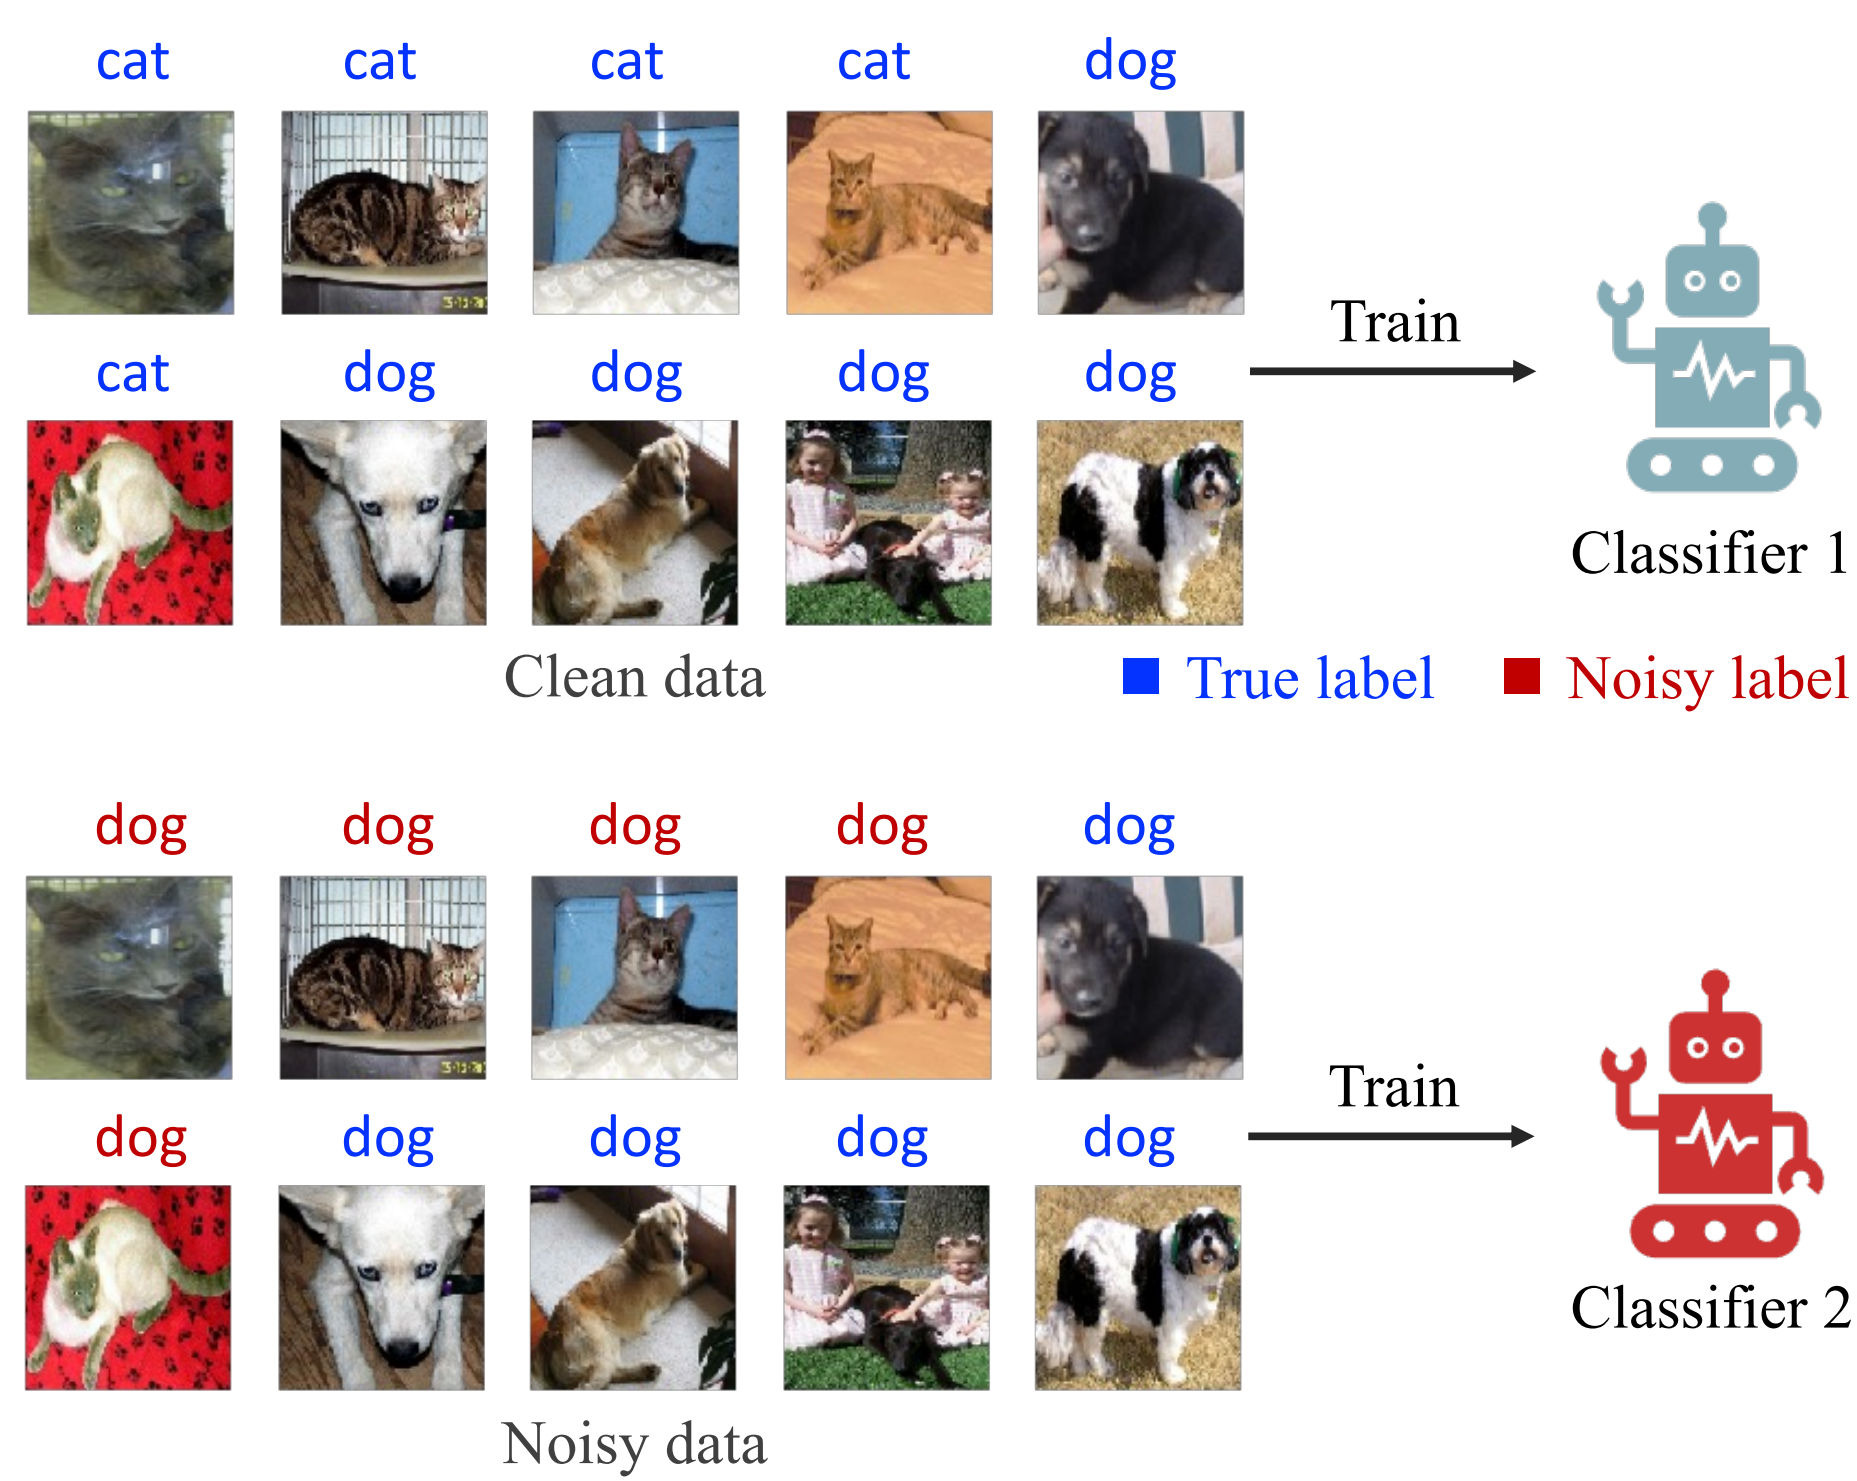 cat cat cat cat dog
cat dog dog dog dog
Train
Classifier 1
Clean data
True label
Noisy label
dog dog dog dog dog
dog dog dog dog dog
Train
Classifier 2
Noisy data